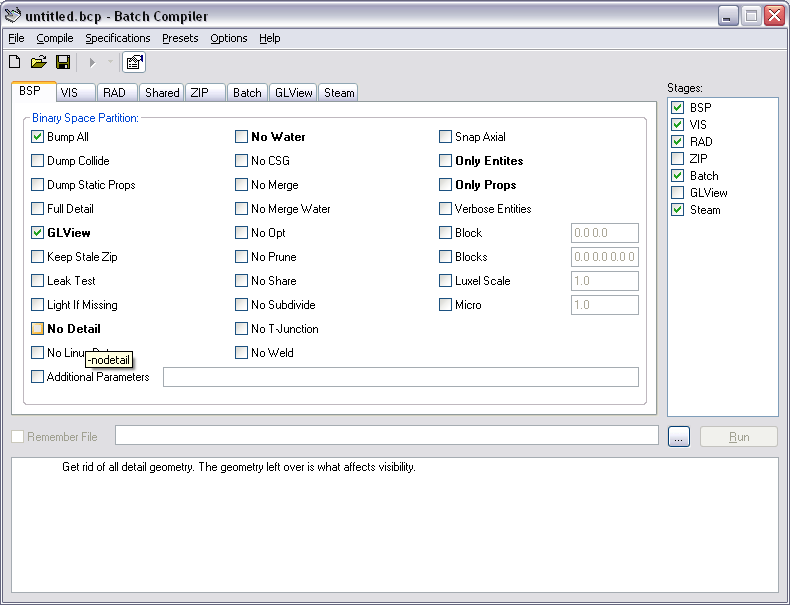 untitled.bcp - Batch Compiler
File Compile Specifications Presets Options Help
BSP VIS RAD Shared ZIP Batch GLView Steam
Stages:
Binary Space Partition:
Bump All No Water Snap Axial
Dump Collide No CSG Only Entites
Dump Static Props No Merge Only Props
Full Detail No Merge Water Verbose Entities
GLView No Opt Block 0.0 0.0
Keep Stale Zip No Prune Blocks 0.0 0.0 0.0 0
Leak Test No Share Luxel Scale 1.0
Light If Missing No Subdivide Micro 1.0
No Detail No T-Junction
No Weld
-nodetail
Additional Parameters
BSP
VIS
RAD
ZIP
Batch
GLView
Steam
Remember File ... Run
Get rid of all detail geometry. The geometry left over is what affects visibility.